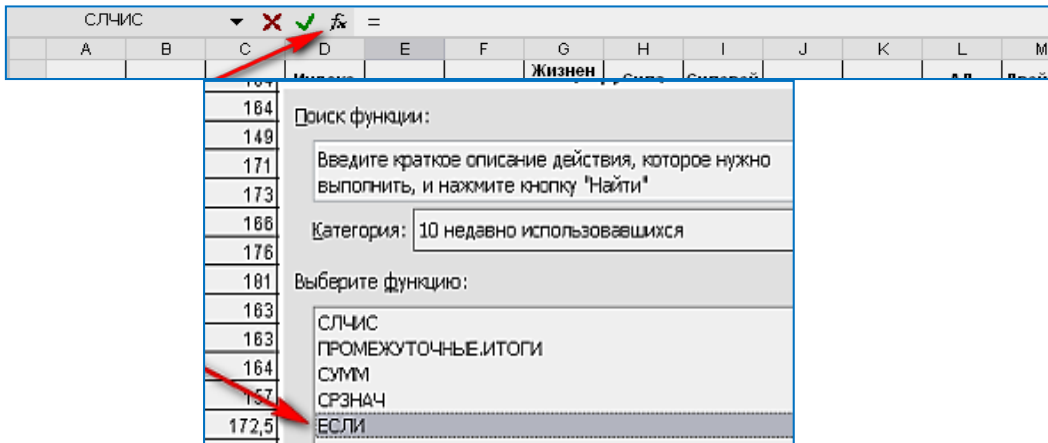 СЛЧИС fx =
A B C D E F G H I J K L M
Жизнен
164
149
171
173
166
176
181
163
163
164
157
172,5
Поиск функции:
Введите краткое описание действия, которое нужно
выполнить, и нажмите кнопку "Найти"
Категория: 10 недавно использовавшихся
Выберите функцию:
СЛЧИС
ПРОМЕЖУТОЧНЫЕ.ИТОГИ
СУММ
СРЗНАЧ
ЕСЛИ